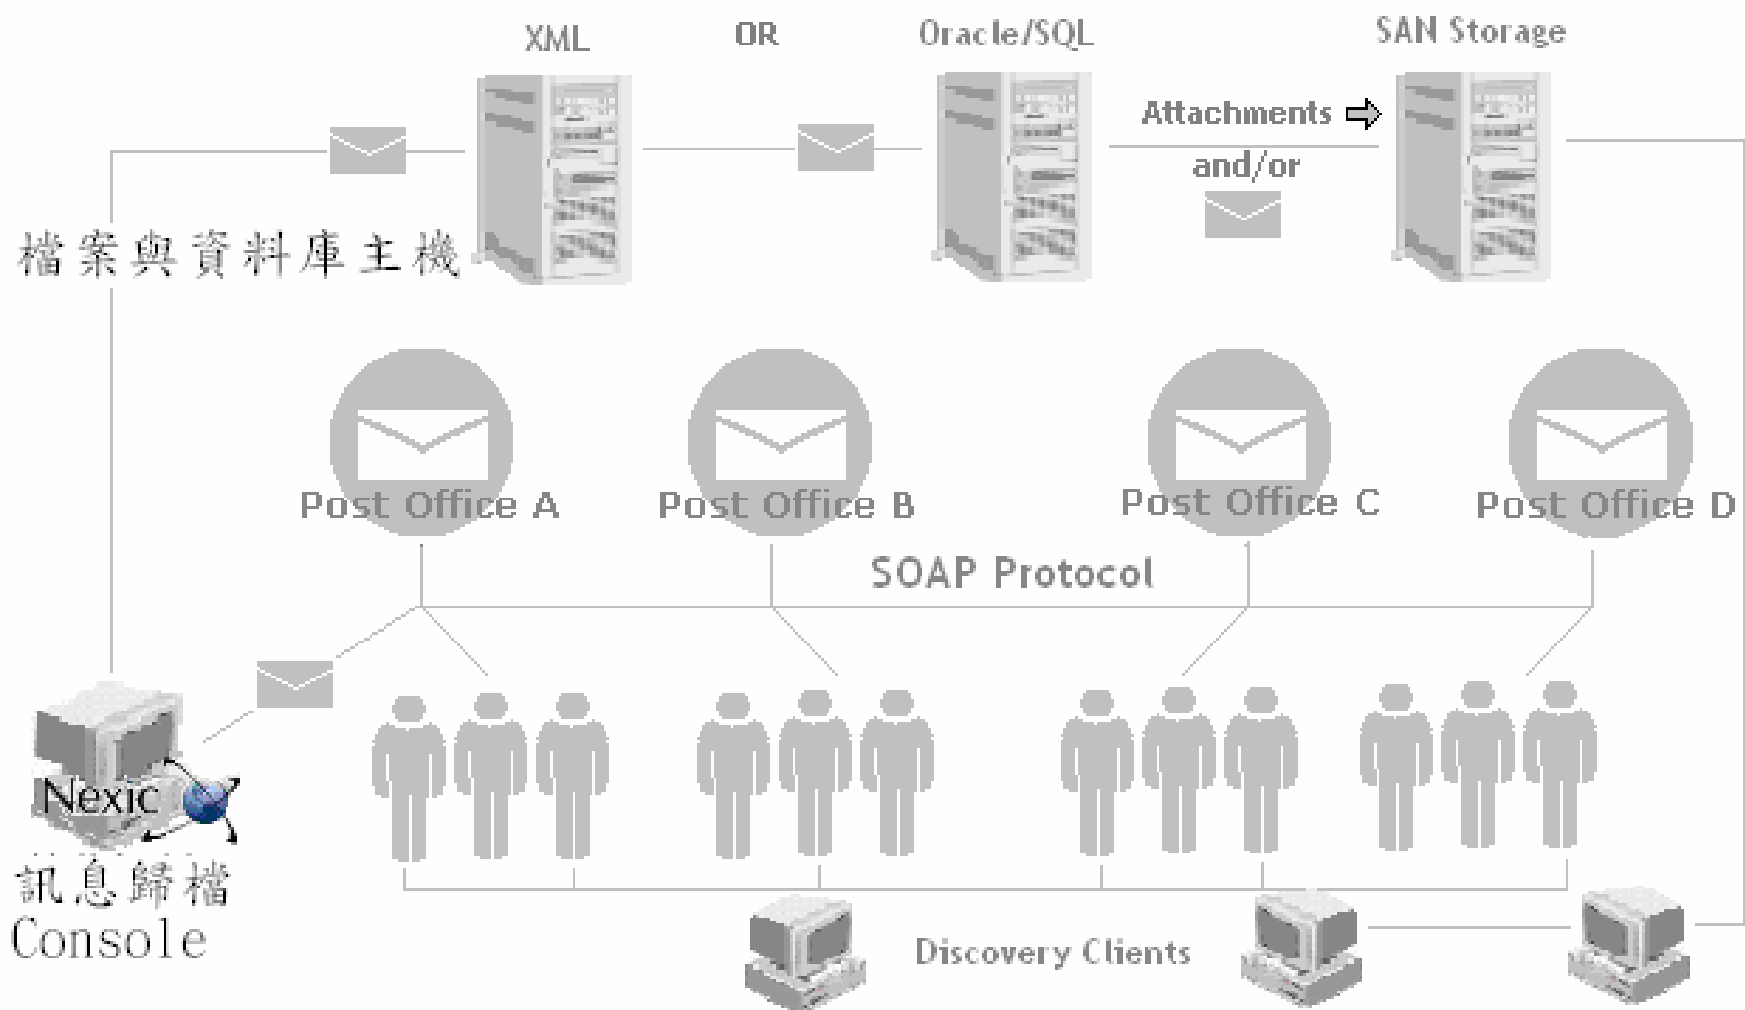 XML
OR
Oracle/SQL
SAN Storage
Attachments
and/or
檔案與資料庫主機
Post Office A
Post Office B
Post Office C
Post Office D
SOAP Protocol
Nexic
訊息歸檔
Console
Discovery Clients